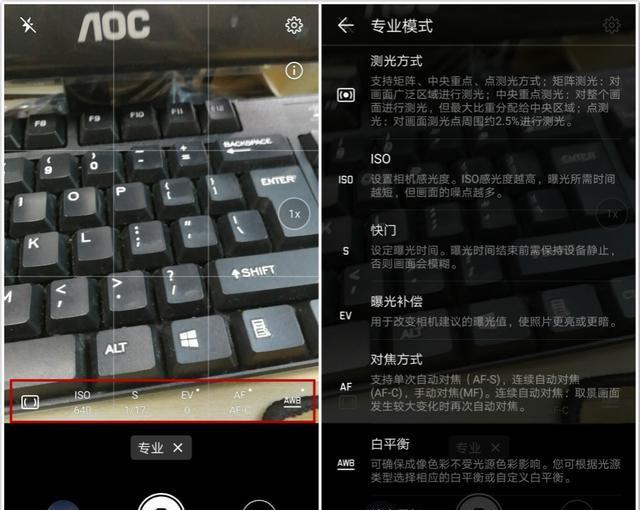 AOC
F8
F9
F10
F11
F12
BACKSPACE
ENTER
(
9
)
0
-
+
=
I
O
P
{
[
}
]
1x
K
L
:
;
"
'
|
\
M
<
,
>
.
?
/
SHIFT
ALT
ISO S EV AF AWB
640 1/17 0 AF-C
专业 ×
专业模式
测光方式
支持矩阵、中央重点、点测光方式；矩阵测光：对
画面广泛区域进行测光；中央重点测光：对整个画
面进行测光，但最大比重分配给中央区域；点测
光：对画面测光点周围约2.5%进行测光。
ISO
ISO
设置相机感光度。ISO感光度越高，曝光所需时间
越短，但画面的噪点越多。
快门
S
设定曝光时间。曝光时间结束前需保持设备静止，
否则画面会模糊。
曝光补偿
EV
用于改变相机建议的曝光值，使照片更亮或更暗。
对焦方式
AF
支持单次自动对焦（AF-S），连续自动对焦
(AF-C)，手动对焦(MF)。连续自动对焦：取景画面
发生较大变化时再次自动对焦。
白平衡
AWB
可确保成像色彩不受光源色彩影响。您可根据光源
类型选择相应的白平衡或自定义白平衡。